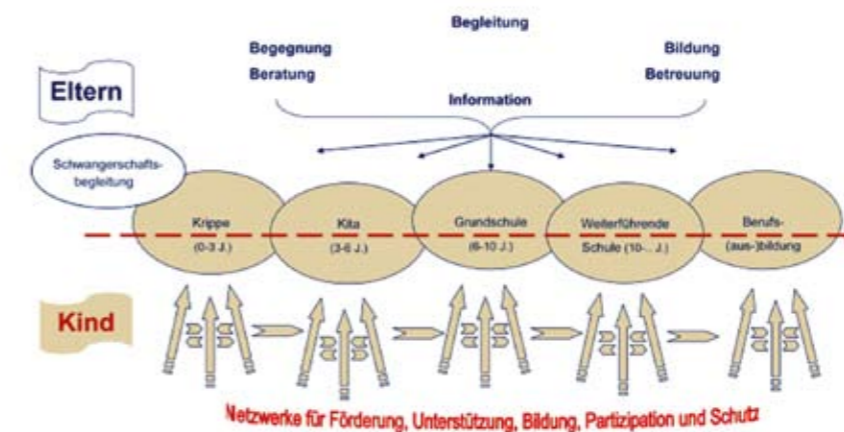 Begleitung
Begegnung
Bildung
Beratung
Betreuung
Eltern
Information
Schwangerschafts-
begleitung
Krippe
(0-3 J.)
Kita
(3-6 J.)
Grundschule
(6-10 J.)
Weiterführende
Schule (10-.. J.)
Berufs-
(aus-)bildung
Kind
Netzwerke für Förderung, Unterstützung, Bildung, Partizipation und Schutz